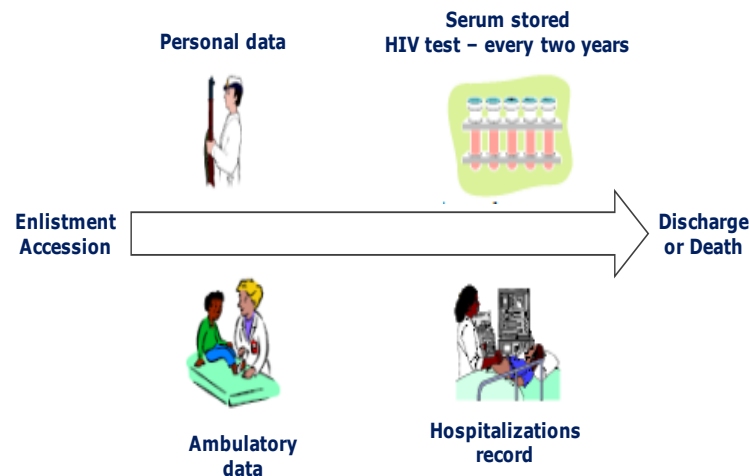 Personal data
Serum stored
HIV test – every two years
Enlistment
Accession
Discharge
or Death
Ambulatory
data
Hospitalizations
record